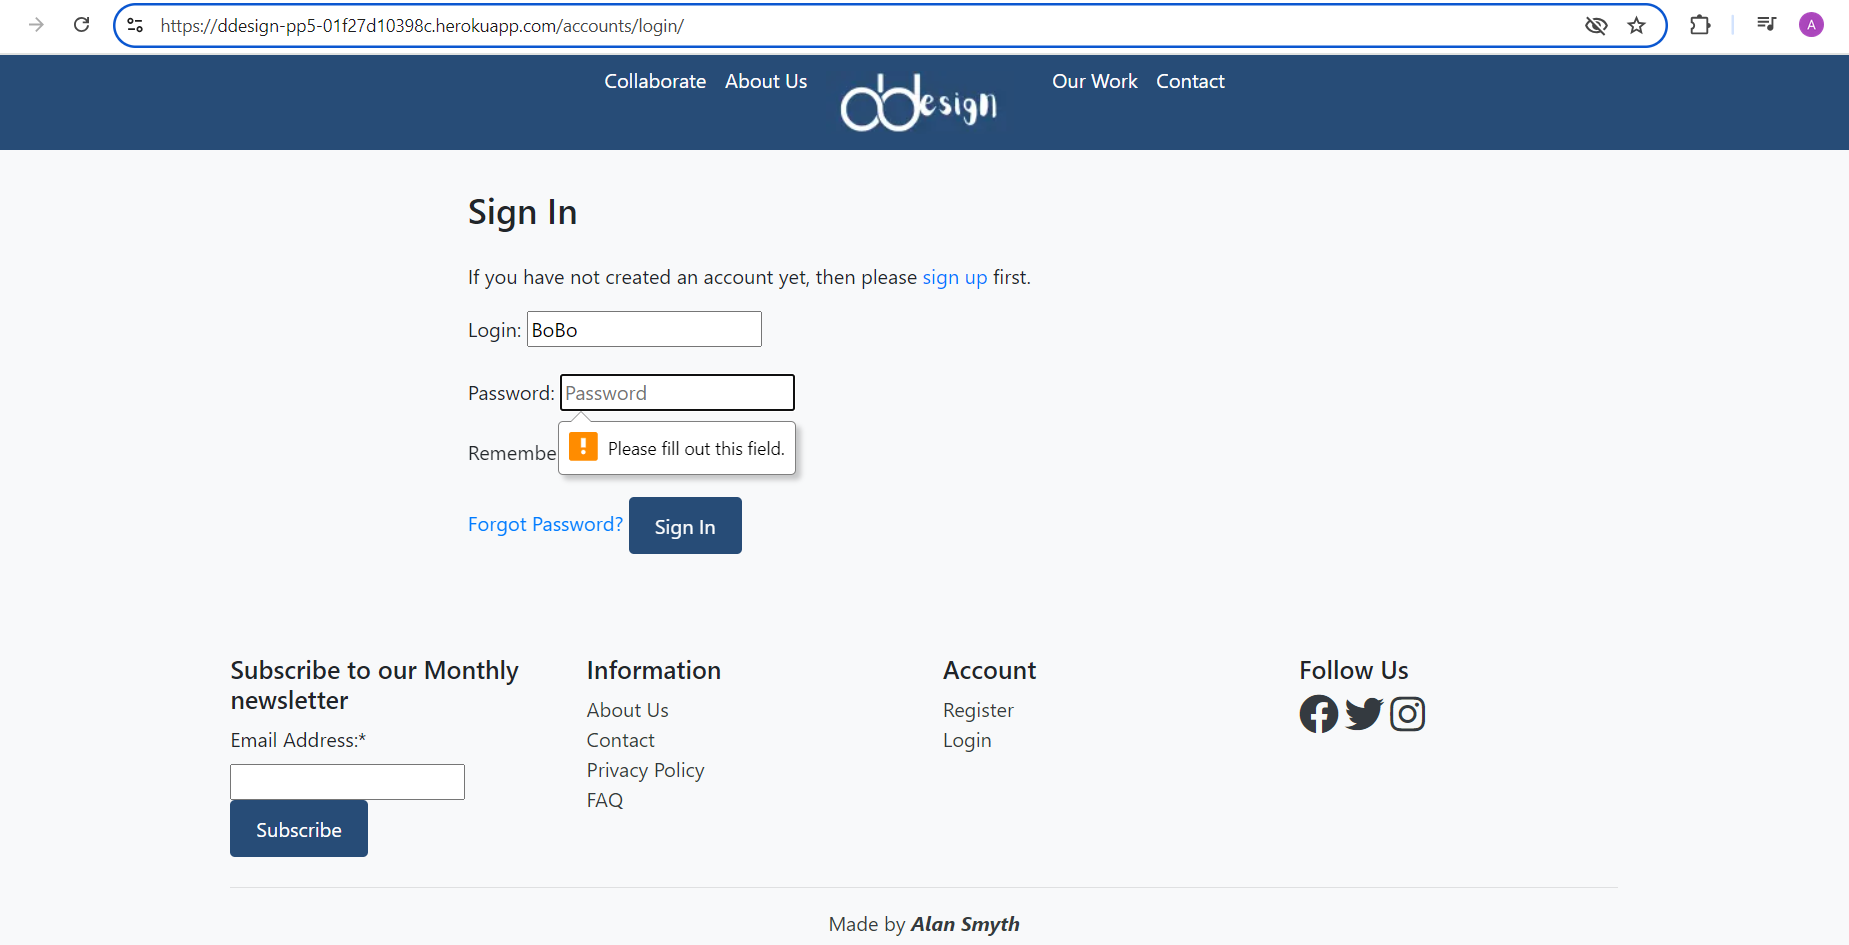 https://ddesign-pp5-01f27d10398c.herokuapp.com/accounts/login/
A
Collaborate About Us ddesign Our Work Contact
Sign In
If you have not created an account yet, then please sign up first.
Login: BoBo
Password: Password
Remembe
! Please fill out this field.
Forgot Password? Sign In
Subscribe to our Monthly
newsletter
Email Address:*
Subscribe
Information
About Us
Contact
Privacy Policy
FAQ
Account
Register
Login
Follow Us
Made by Alan Smyth